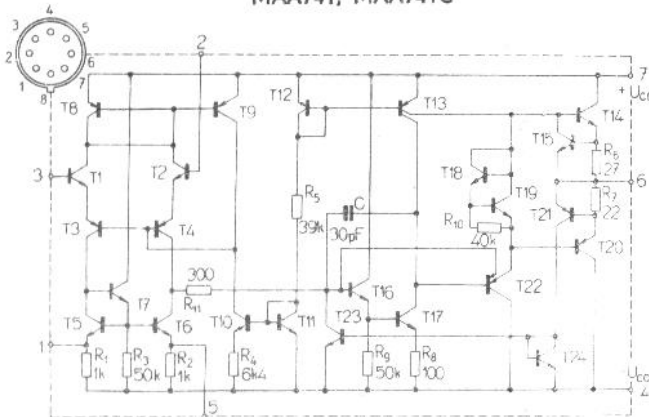 MAA741, MAA741C
4
3
5
2
6
1
7
8
2
7
+ Ucc
T8
T9
T12
T13
T14
T15
R6
27
6
3
T1
T2
T18
T19
R7
22
R5
39k
C
30pF
R10
40k
T21
T20
T3
T4
300
R11
T16
T22
T7
T5
T6
T10
T11
T23
T17
T24
1
R1
1k
R3
50k
R2
1k
R4
6k4
R9
50k
R8
100
Ucc
4
5